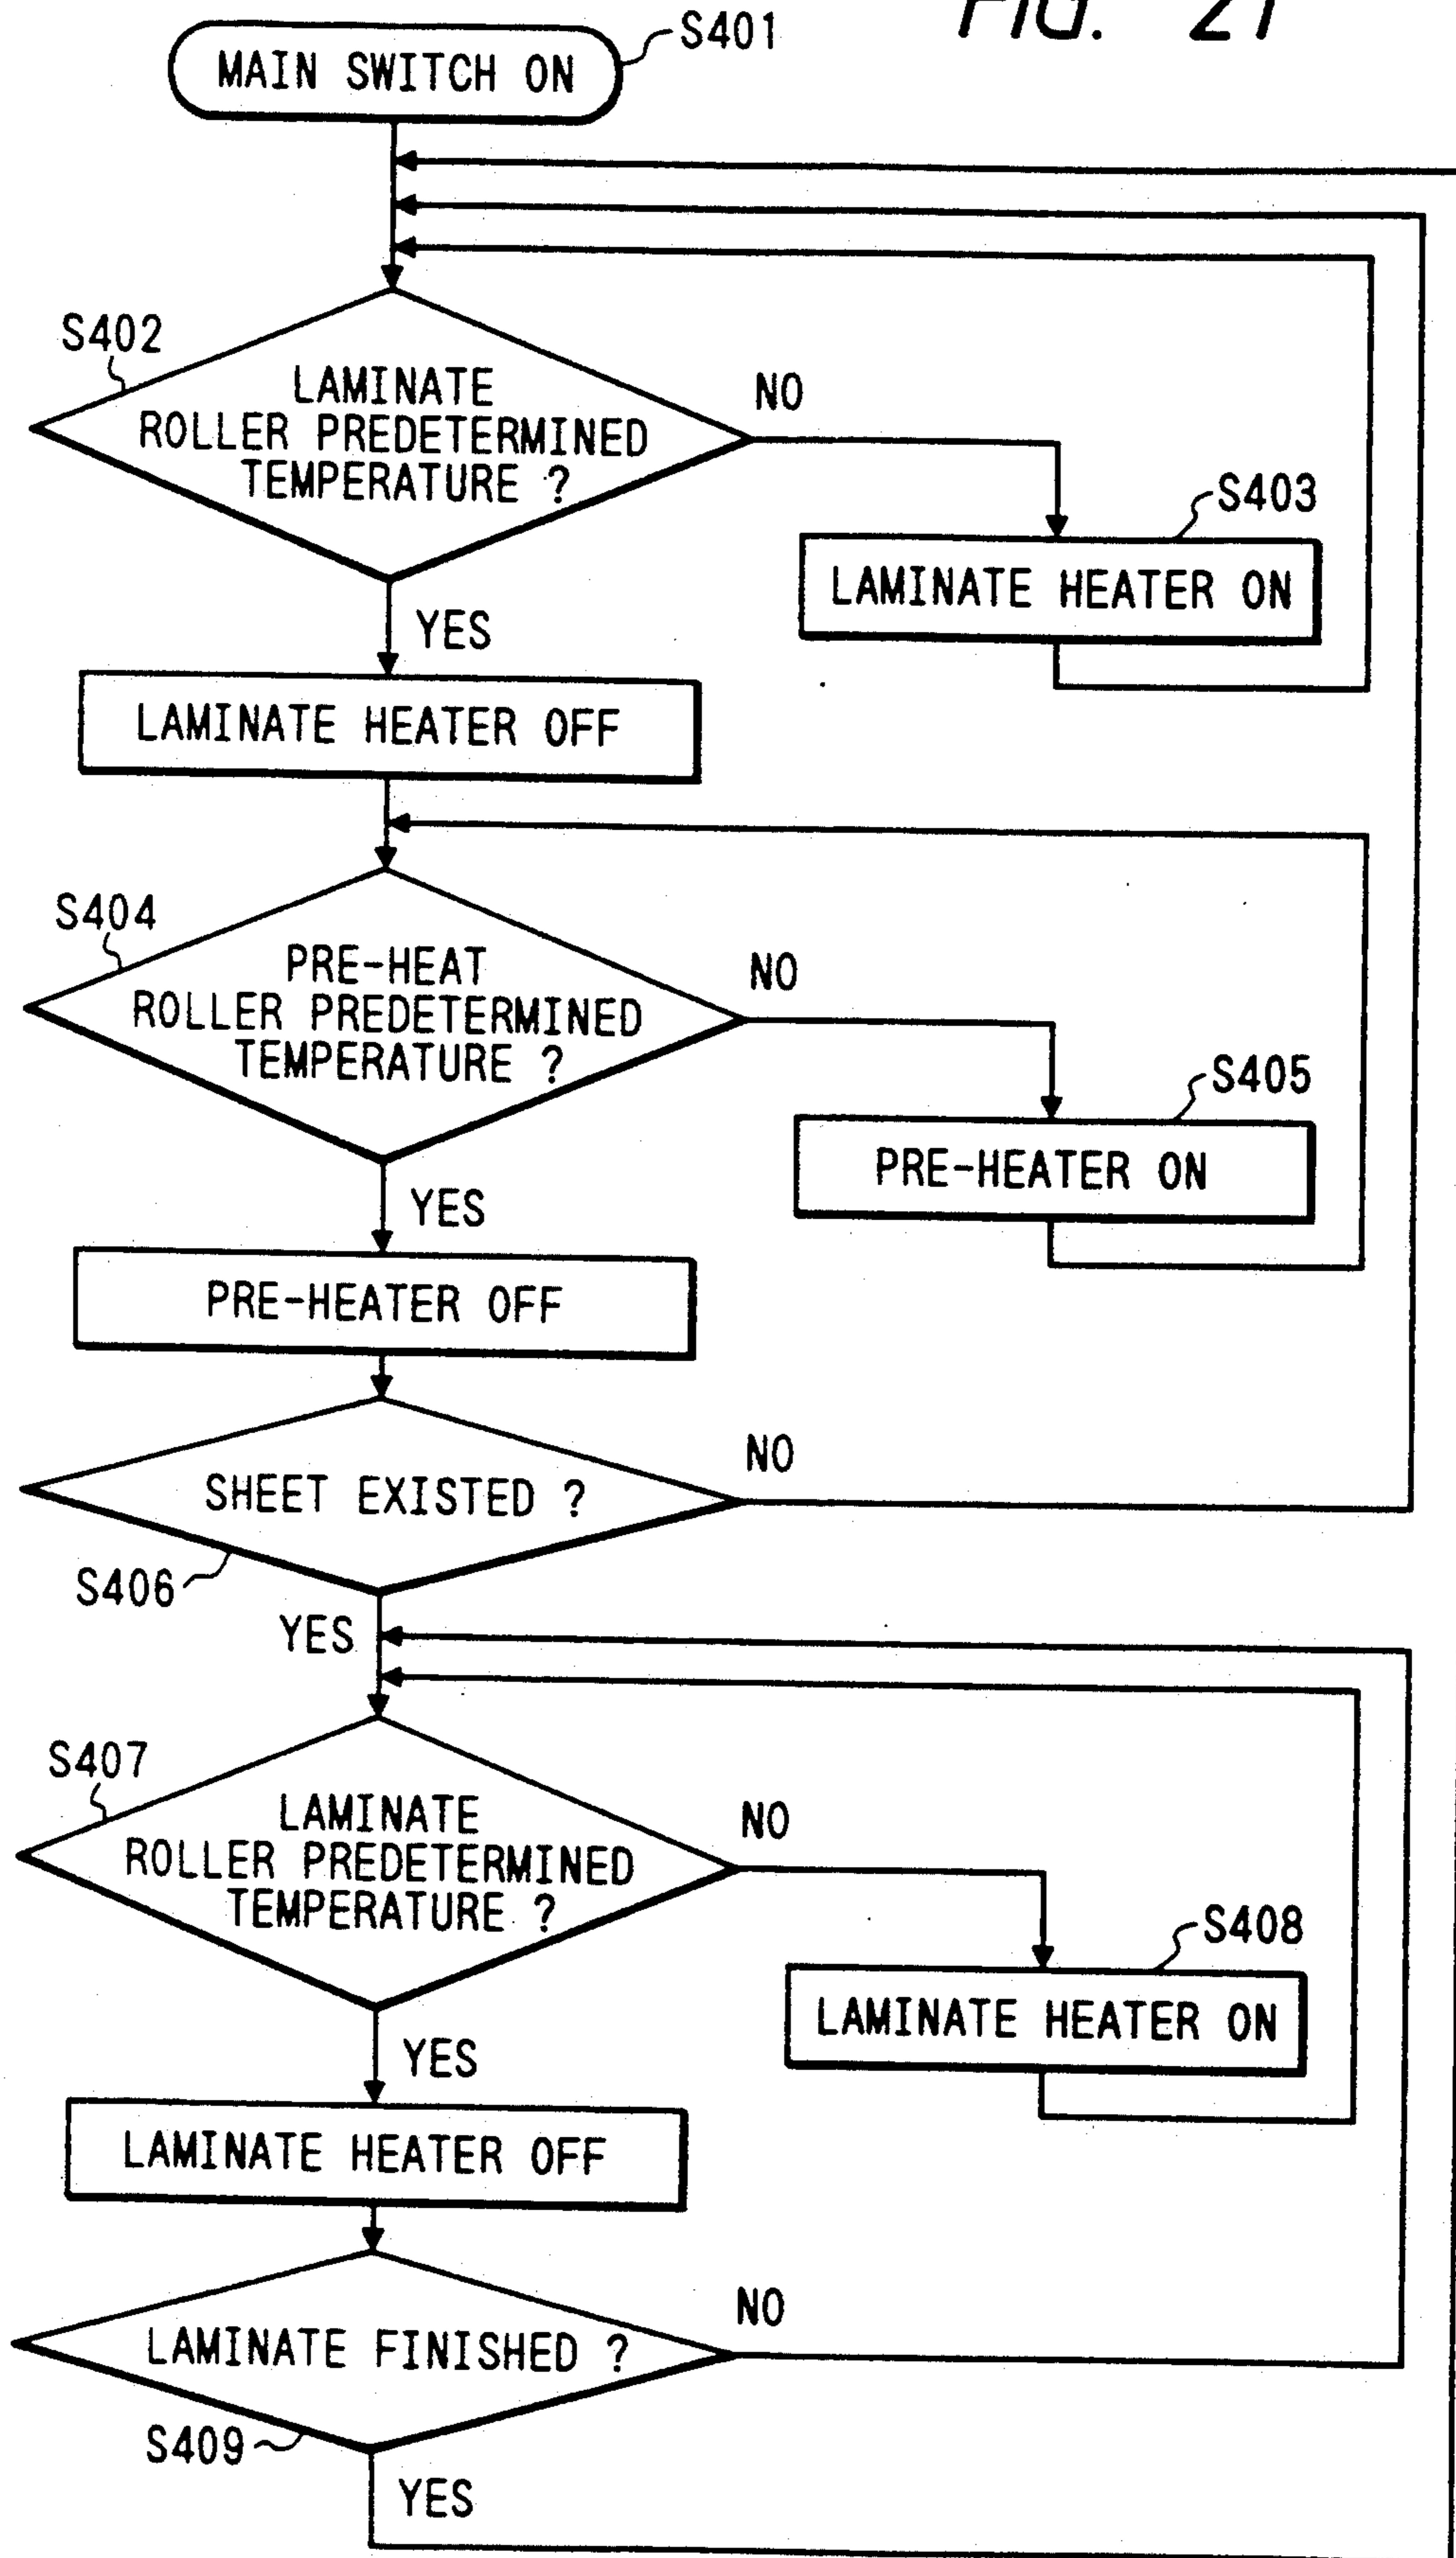 FIG. 21
MAIN SWITCH ON
S401
S402
LAMINATE
ROLLER PREDETERMINED
TEMPERATURE ?
NO
S403
LAMINATE HEATER ON
YES
LAMINATE HEATER OFF
S404
PRE-HEAT
ROLLER PREDETERMINED
TEMPERATURE ?
NO
S405
PRE-HEATER ON
YES
PRE-HEATER OFF
SHEET EXISTED ?
NO
S406
YES
S407
LAMINATE
ROLLER PREDETERMINED
TEMPERATURE ?
NO
S408
LAMINATE HEATER ON
YES
LAMINATE HEATER OFF
LAMINATE FINISHED ?
NO
S409
YES